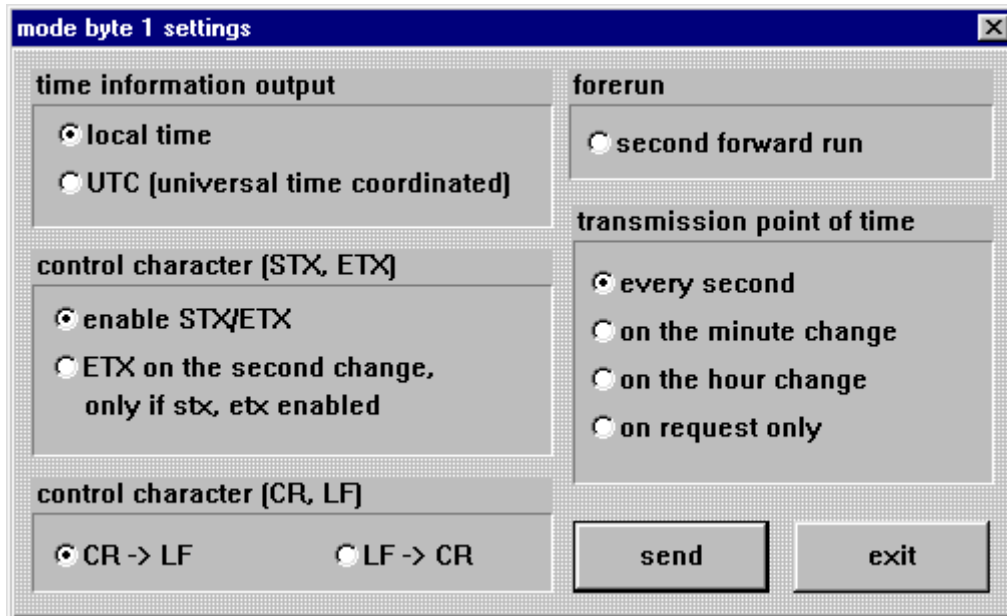 mode byte 1 settings
time information output
local time
UTC (universal time coordinated)
control character (STX, ETX)
enable STX/ETX
ETX on the second change,
only if stx, etx enabled
control character (CR, LF)
CR -> LF
LF -> CR
forerun
second forward run
transmission point of time
every second
on the minute change
on the hour change
on request only
send
exit